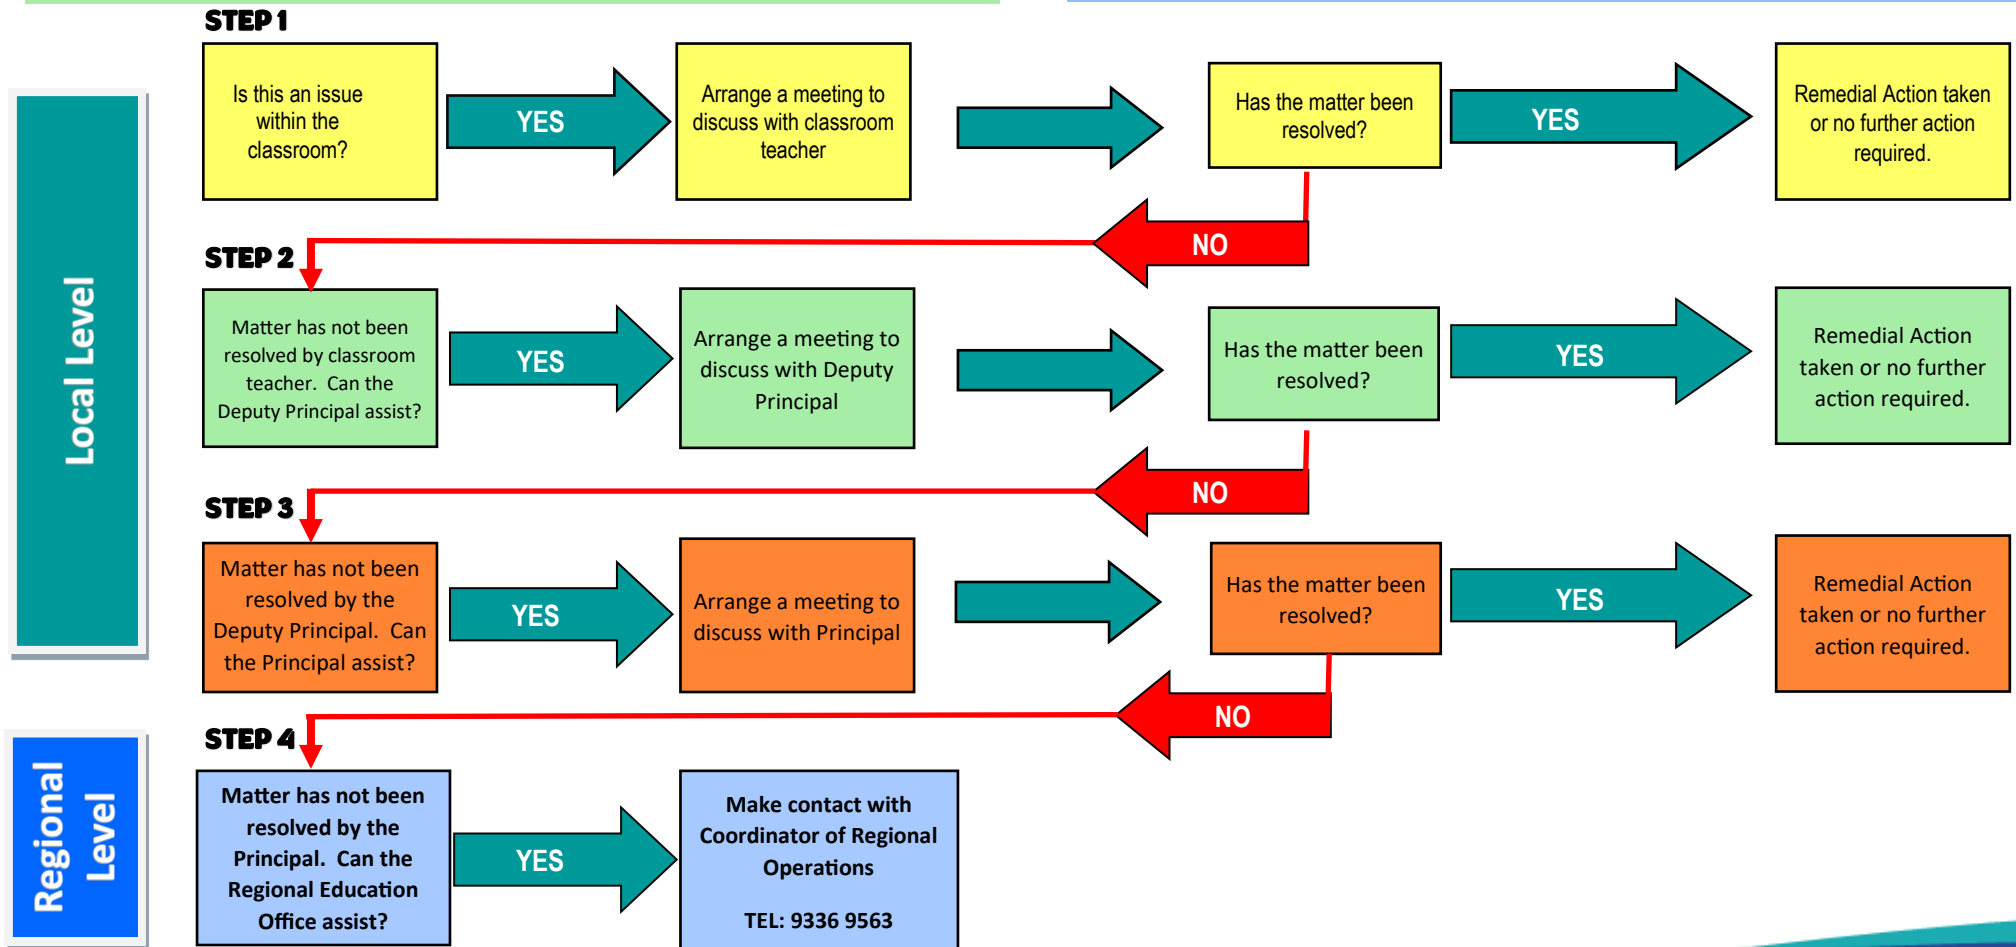 STEP 1
Is this an issue
within the
classroom?
YES
Arrange a meeting to
discuss with classroom
teacher
Has the matter been
resolved?
YES
Remedial Action taken
or no further action
required.
NO
Local Level
STEP 2
Matter has not been
resolved by classroom
teacher. Can the
Deputy Principal assist?
YES
Arrange a meeting to
discuss with Deputy
Principal
Has the matter been
resolved?
YES
Remedial Action
taken or no further
action required.
NO
STEP 3
Matter has not been
resolved by the
Deputy Principal. Can
the Principal assist?
YES
Arrange a meeting to
discuss with Principal
Has the matter been
resolved?
YES
Remedial Action
taken or no further
action required.
NO
Regional
Level
STEP 4
Matter has not been
resolved by the
Principal. Can the
Regional Education
Office assist?
YES
Make contact with
Coordinator of Regional
Operations
TEL: 9336 9563